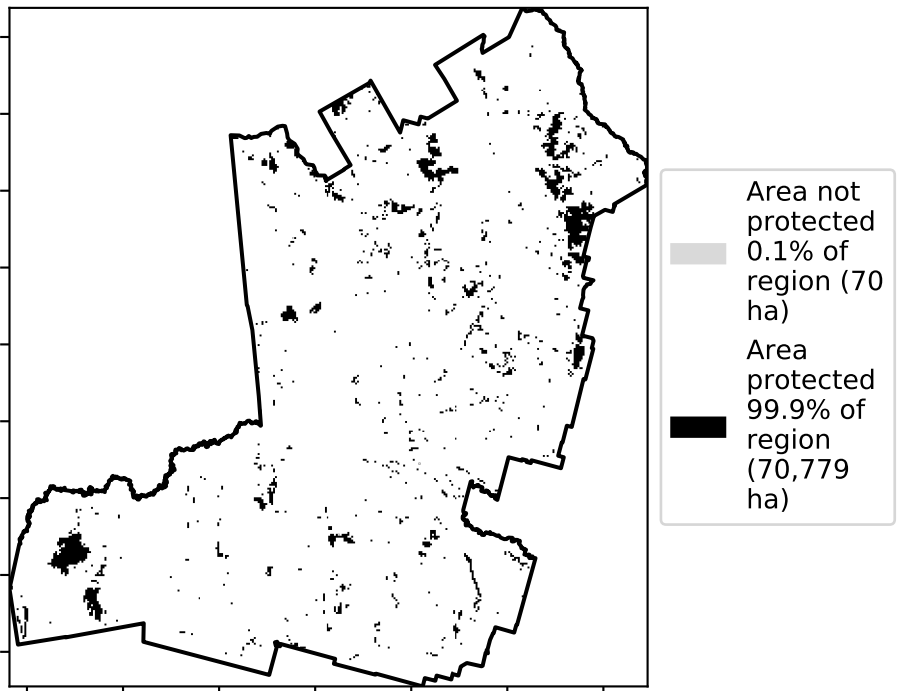 Area not
protected
0.1% of
region (70
ha)
Area
protected
99.9% of
region
(70,779
ha)